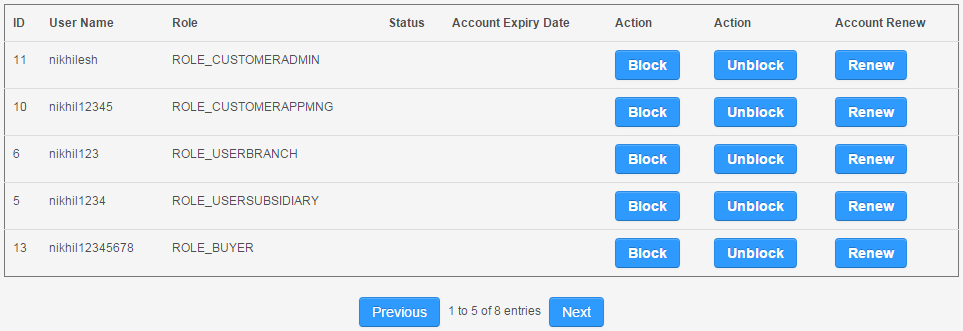 ID User Name Role Status Account Expiry Date Action Action Account Renew
11 nikhilesh ROLE_CUSTOMERADMIN Block Unblock Renew
10 nikhil12345 ROLE_CUSTOMERAPPMNG Block Unblock Renew
6 nikhil123 ROLE_USERBRANCH Block Unblock Renew
5 nikhil1234 ROLE_USERSUBSIDIARY Block Unblock Renew
13 nikhil12345678 ROLE_BUYER Block Unblock Renew
Previous 1 to 5 of 8 entries Next